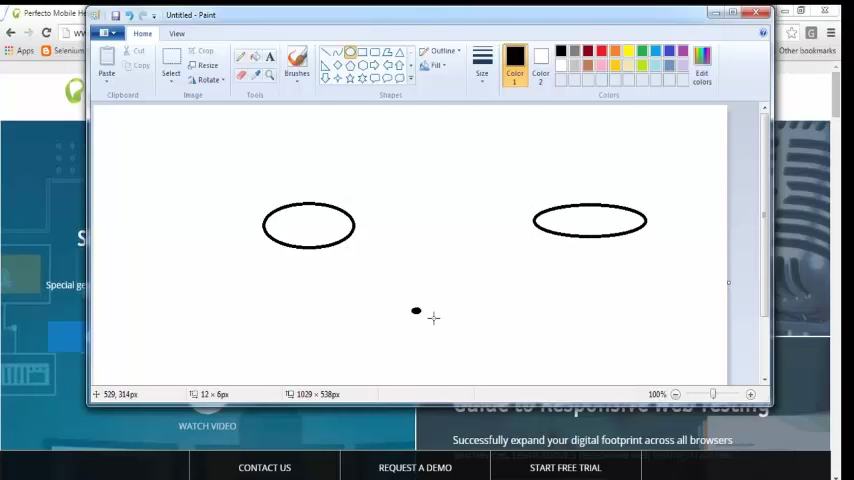 Perfecto Mobile He
Untitled - Paint
WW
Apps
Selenium
Other bookmarks
Home
View
Paste
Cut
Copy
Clipboard
Select
Crop
Resize
Rotate
Image
A
Tools
Brushes
Outline
Fill
Shapes
Size
Color 1
Color 2
Edit colors
Colors
G
S
Special ge
529, 314px
12 × 6px
1029 × 538px
100%
Guide to Responsive Web Testing
WATCH VIDEO
Successfully expand your digital footprint across all browsers
CONTACT US
REQUEST A DEMO
START FREE TRIAL